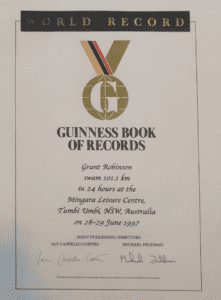 WORLD RECORD
G
GUINNESS BOOK
OF RECORDS
Grant Robinson
swam 101.1 km
in 24 hours at the
Mingara Leisure Centre,
Tumbi Umbi, NSW, Australia
on 28-29 June 1997
JOINT PUBLISHING DIRECTORS
IAN CASTELLO-CORTES MICHAEL FELDMAN